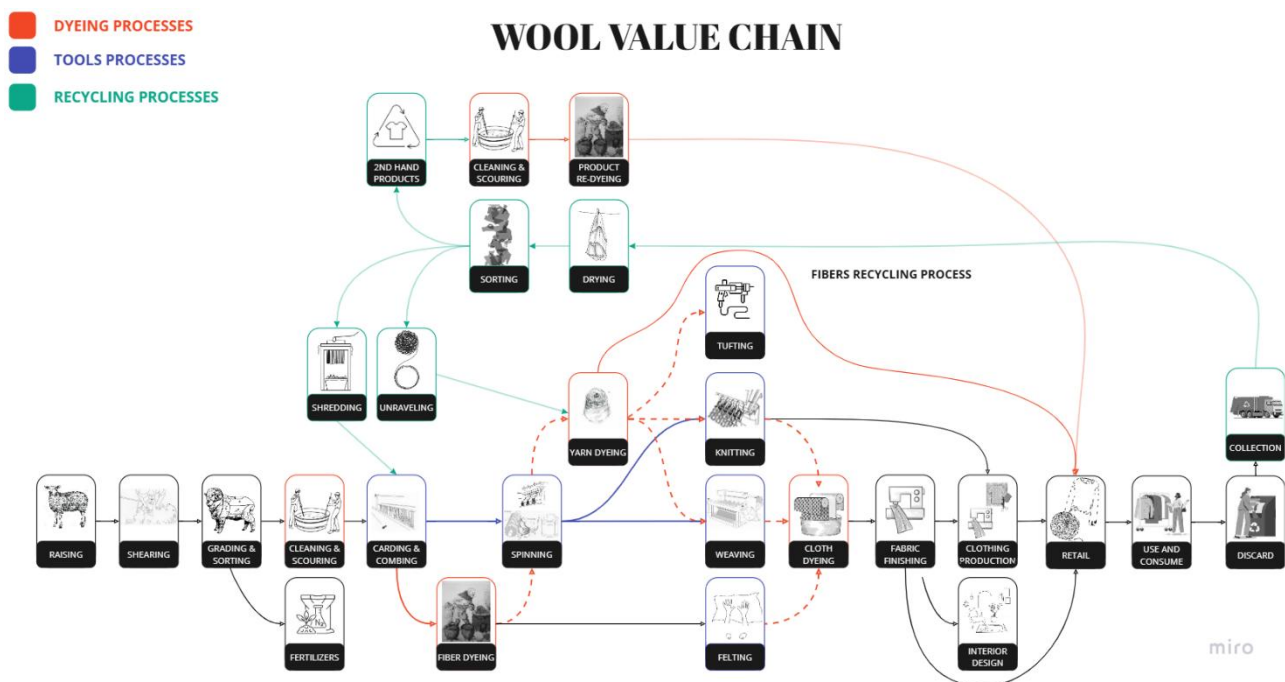 DYEING PROCESSES
TOOLS PROCESSES
RECYCLING PROCESSES
WOOL VALUE CHAIN
2ND HAND
PRODUCTS
CLEANING &
SCOURING
PRODUCT
RE-DYEING
SORTING
DRYING
FIBERS RECYCLING PROCESS
TUFTING
SHREDDING
UNRAVELING
YARN DYEING
KNITTING
COLLECTION
RAISING
SHEARING
GRADING &
SORTING
CLEANING &
SCOURING
CARDING &
COMBING
SPINNING
WEAVING
CLOTH
DYEING
FABRIC
FINISHING
CLOTHING
PRODUCTION
RETAIL
USE AND
CONSUME
DISCARD
FERTILIZERS
FIBER DYEING
FELTING
INTERIOR
DESIGN
miro